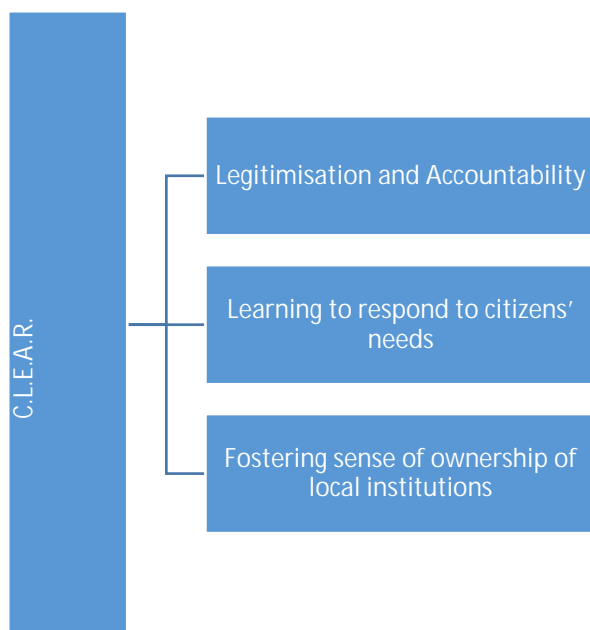 C.L.E.A.R.
Legitimisation and Accountability
Learning to respond to citizens’
needs
Fostering sense of ownership of
local institutions